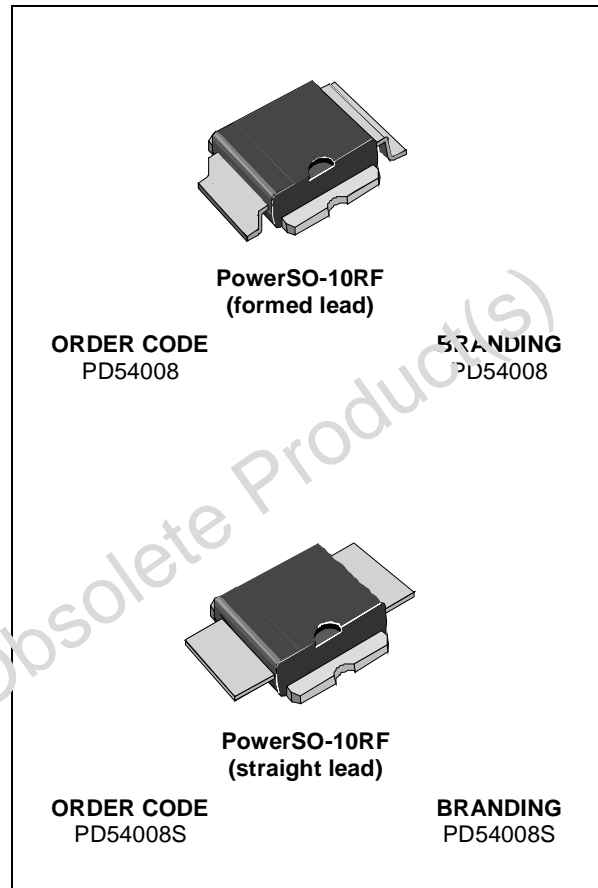 PowerSO-10RF
(formed lead)
ORDER CODE
BRANDING
PD54008
PD54008
Obsolete Product(s)
PowerSO-10RF
(straight lead)
ORDER CODE
BRANDING
PD54008S
PD54008S